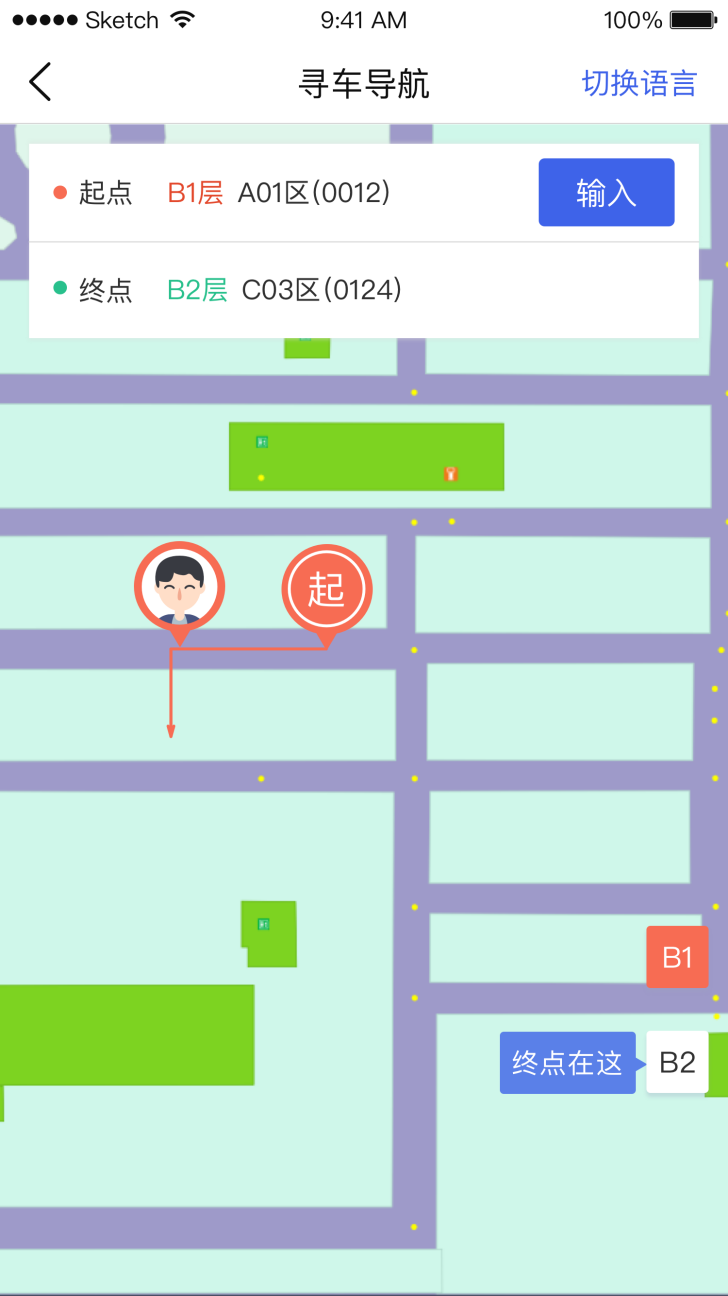 Sketch 9:41 AM 100%
寻车导航 切换语言
起点 B1层 A01区(0012) 输入
终点 B2层 C03区(0124)
起
B1
终点在这 B2